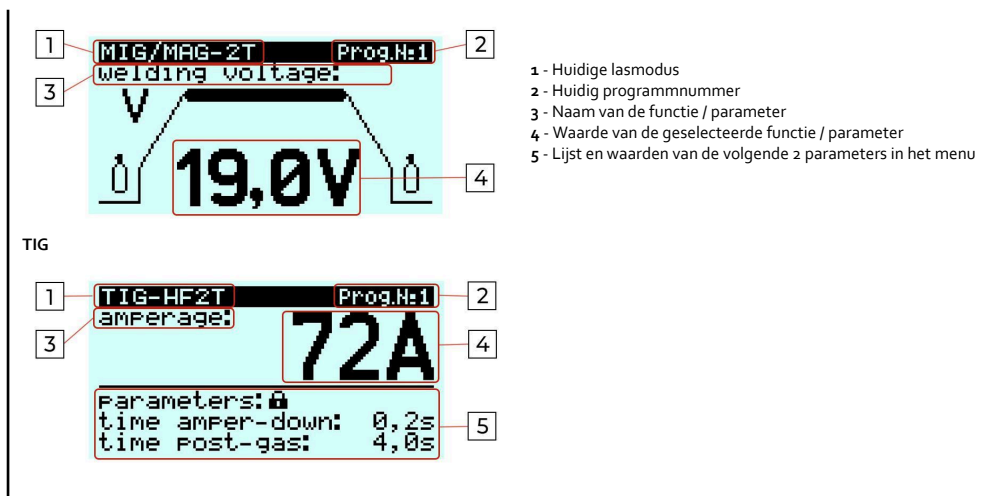 1
MIG/MAG-2T Prog.№1
2
welding voltage:
3
V
19,0V
4
1 - Huidige lasmodus
2 - Huidig programmnummer
3 - Naam van de functie / parameter
4 - Waarde van de geselecteerde functie / parameter
5 - Lijst en waarden van de volgende 2 parameters in het menu
TIG
1
TIG-HF2T Prog.№1
2
amperage:
3
72A
4
parameters:
time amper-down: 0,2s
time post-gas: 4,0s
5